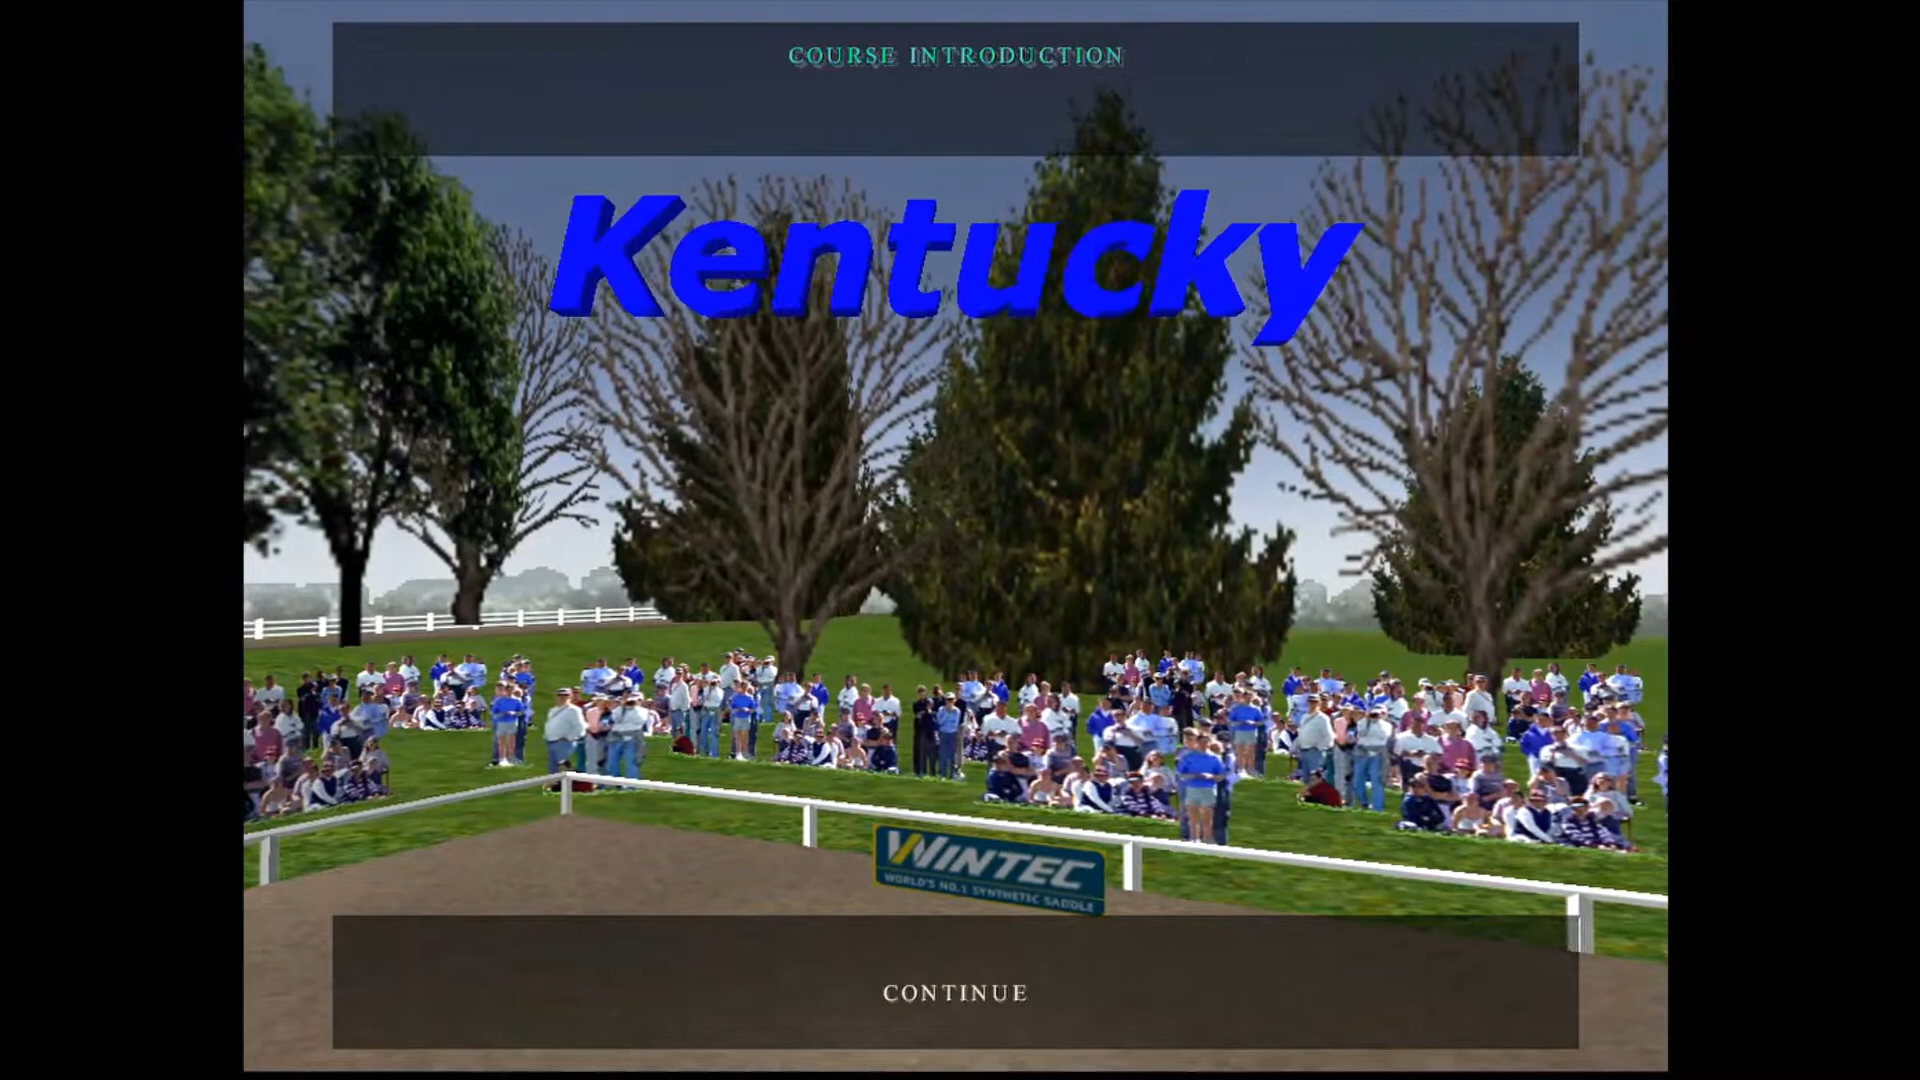 COURSE INTRODUCTION
Kentucky
WINTEC
WORLD'S NO.1 SYNTHETIC SADDLE
CONTINUE